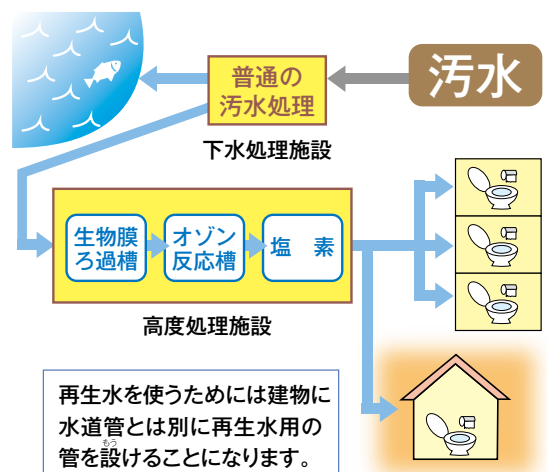 汚水
普通の
汚水処理
下水処理施設
生物膜
ろ過槽
オゾン
反応槽
塩　素
高度処理施設
再生水を使うためには建物に
水道管とは別に再生水用の
もう
管を設けることになります。